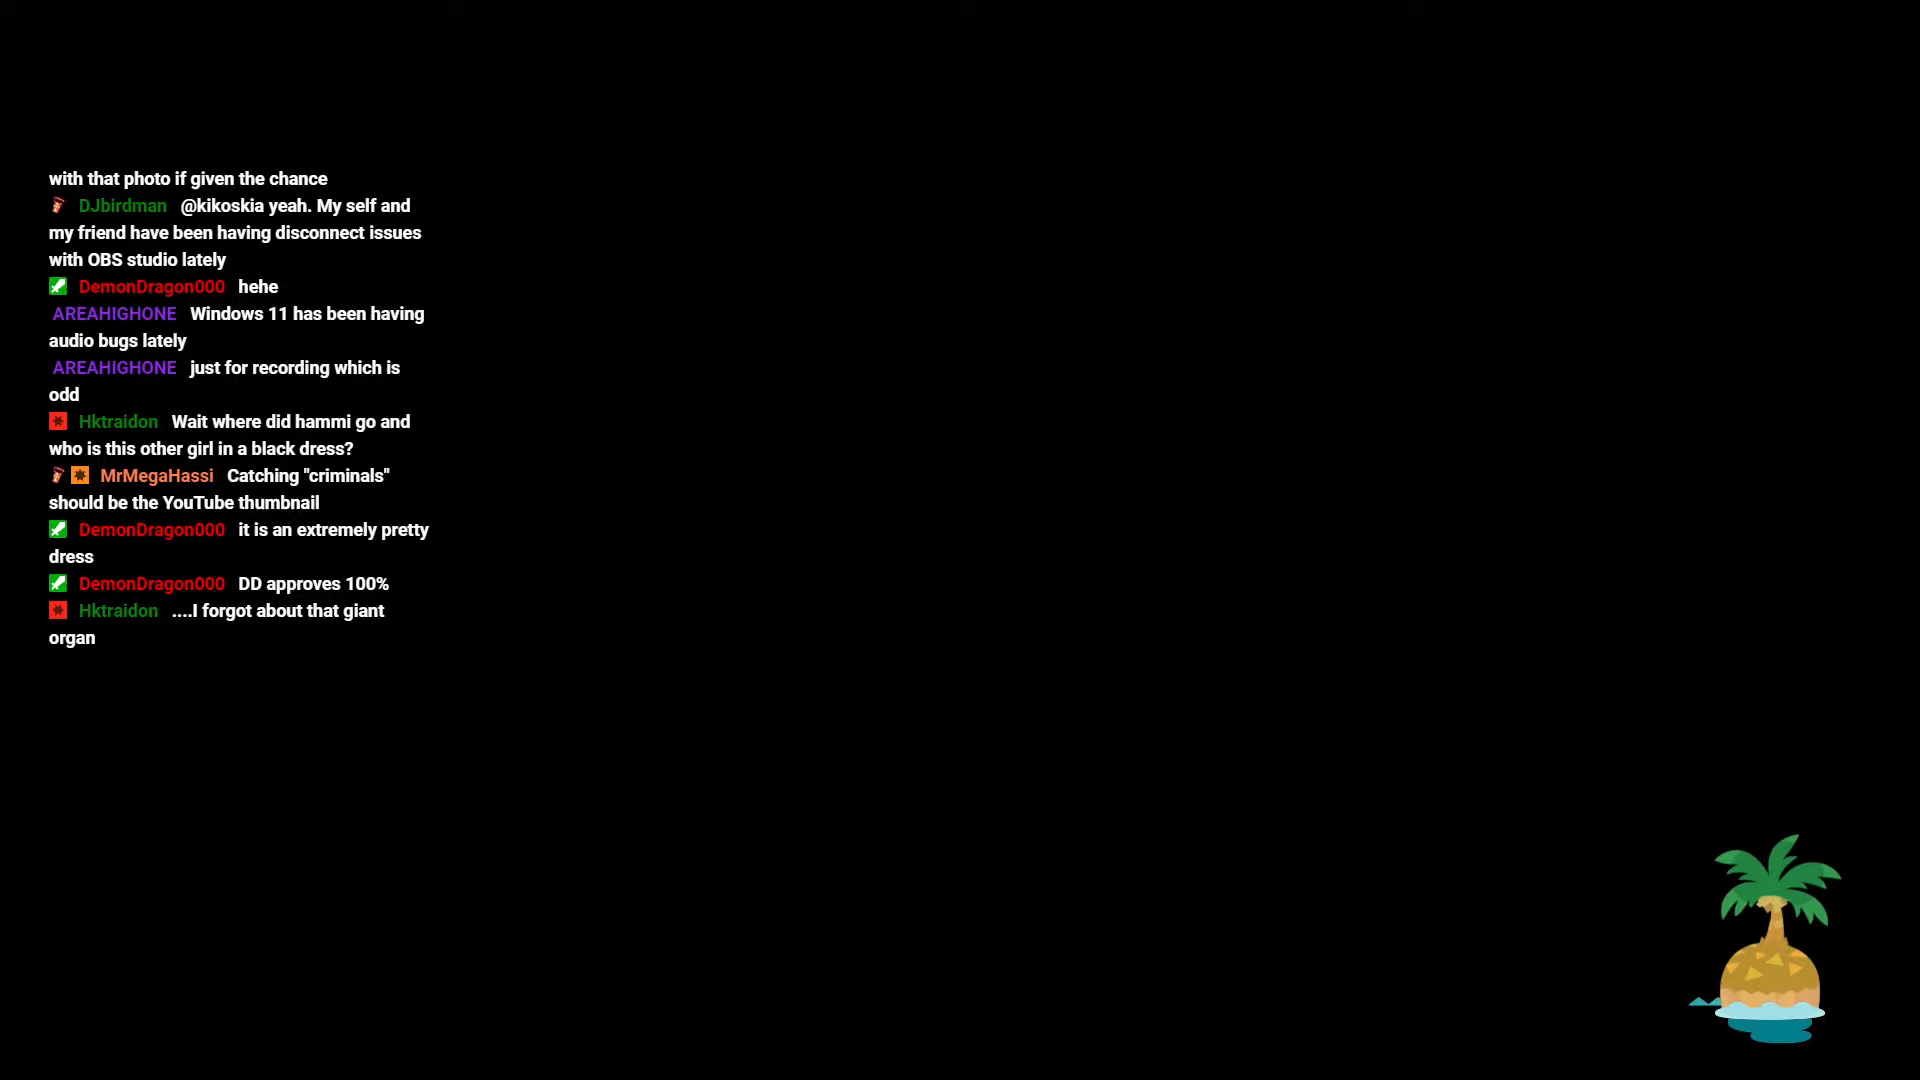 with that photo if given the chance
DJbirdman @kikoskia yeah. My self and
my friend have been having disconnect issues
with OBS studio lately
DemonDragon000 hehe
AREAHIGHONE Windows 11 has been having
audio bugs lately
AREAHIGHONE just for recording which is
odd
Hktraidon Wait where did hammi go and
who is this other girl in a black dress?
MrMegaHassi Catching "criminals"
should be the YouTube thumbnail
DemonDragon000 it is an extremely pretty
dress
DemonDragon000 DD approves 100%
Hktraidon ....I forgot about that giant
organ